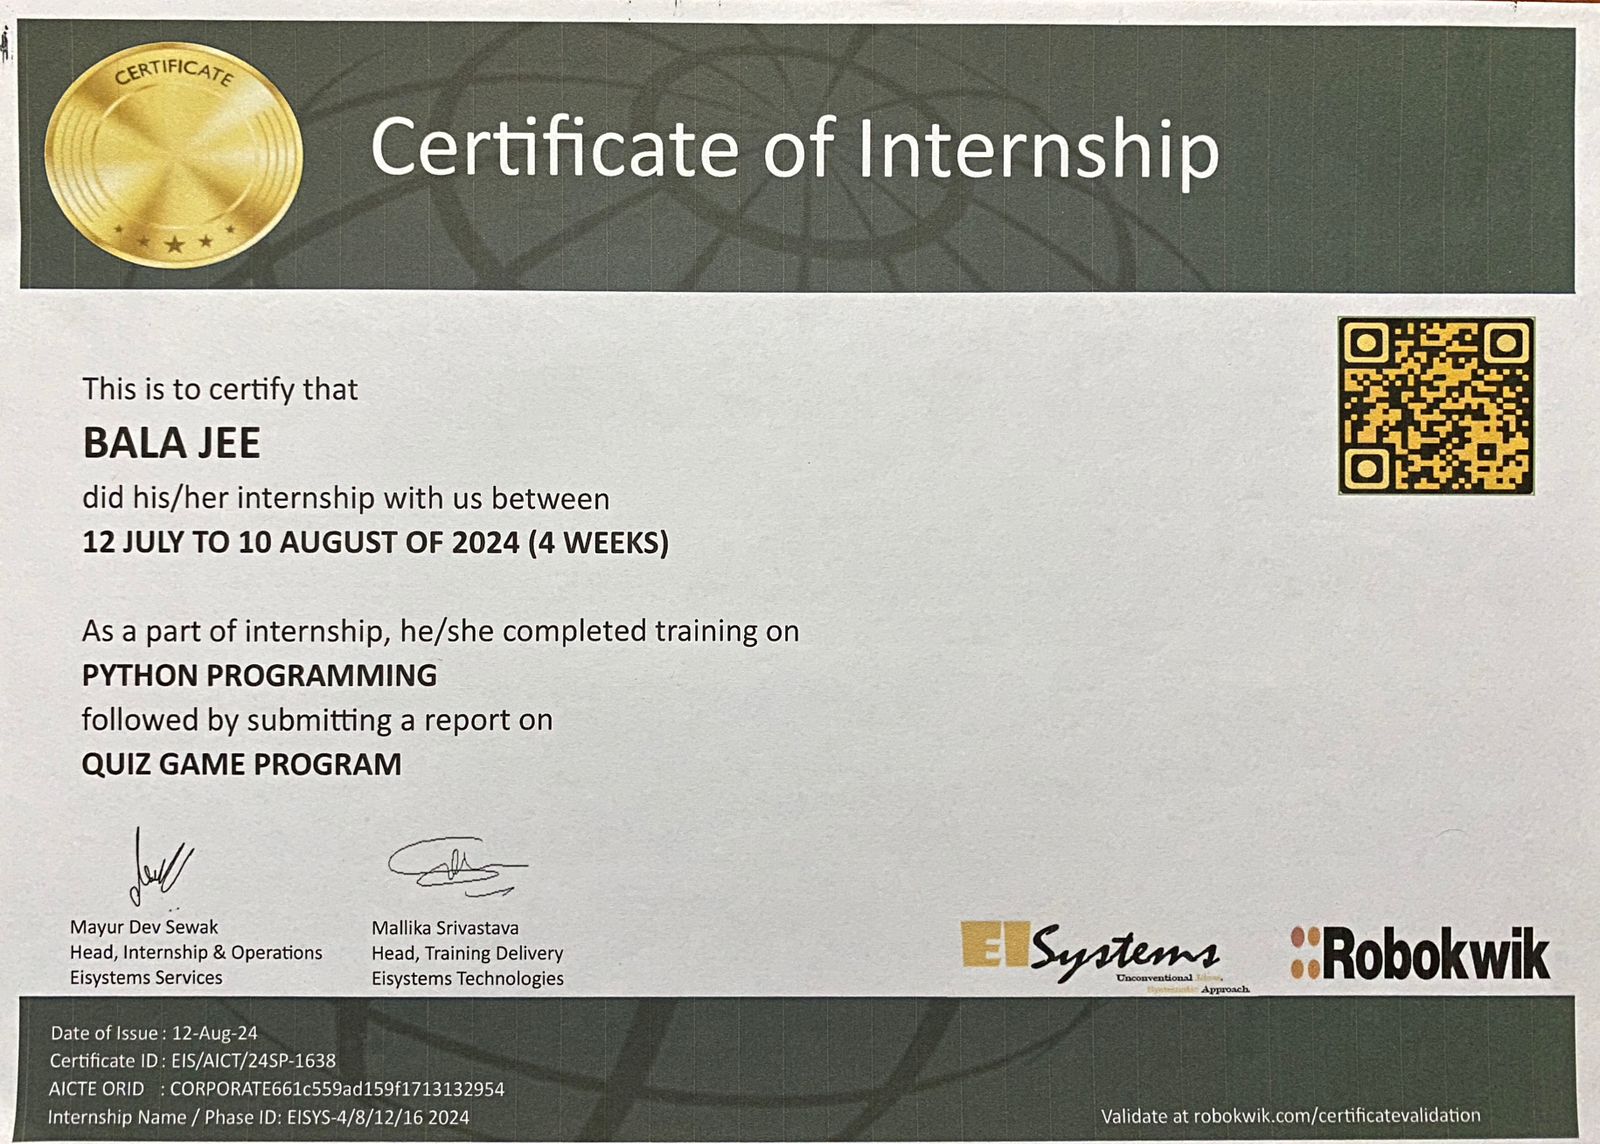 CERTIFICATE
Certificate of Internship
This is to certify that
BALA JEE
did his/her internship with us between
12 JULY TO 10 AUGUST OF 2024 (4 WEEKS)
As a part of internship, he/she completed training on
PYTHON PROGRAMMING
followed by submitting a report on
QUIZ GAME PROGRAM
Mayur Dev Sewak
Head, Internship & Operations
Eisystems Services
Mallika Srivastava
Head, Training Delivery
Eisystems Technologies
EI Systems
Unconventional Ideas.
Systematic Approach.
Robokwik
Date of Issue : 12-Aug-24
Certificate ID : EIS/AICT/24SP-1638
AICTE ORID : CORPORATE661c559ad159f1713132954
Internship Name / Phase ID: EISYS-4/8/12/16 2024
Validate at robokwik.com/certificatevalidation